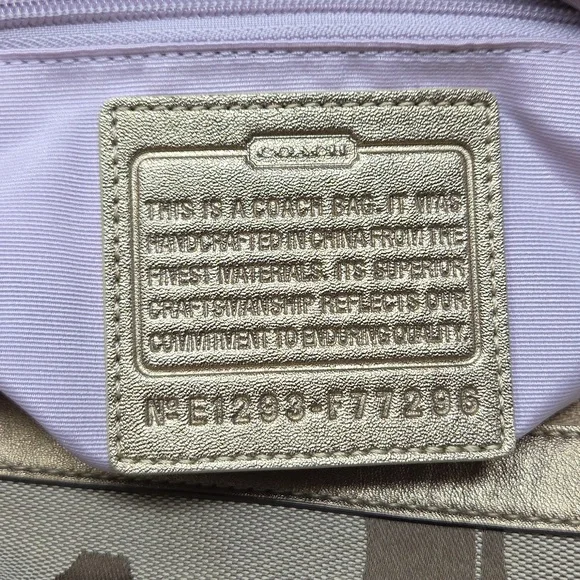 COACH
THIS IS A COACH BAG. IT WAS
HANDCRAFTED IN CHINA FROM THE
FINEST MATERIALS. ITS SUPERIOR
CRAFTSMANSHIP REFLECTS OUR
COMMITMENT TO ENDURING QUALITY.
Nº E1293-F77296